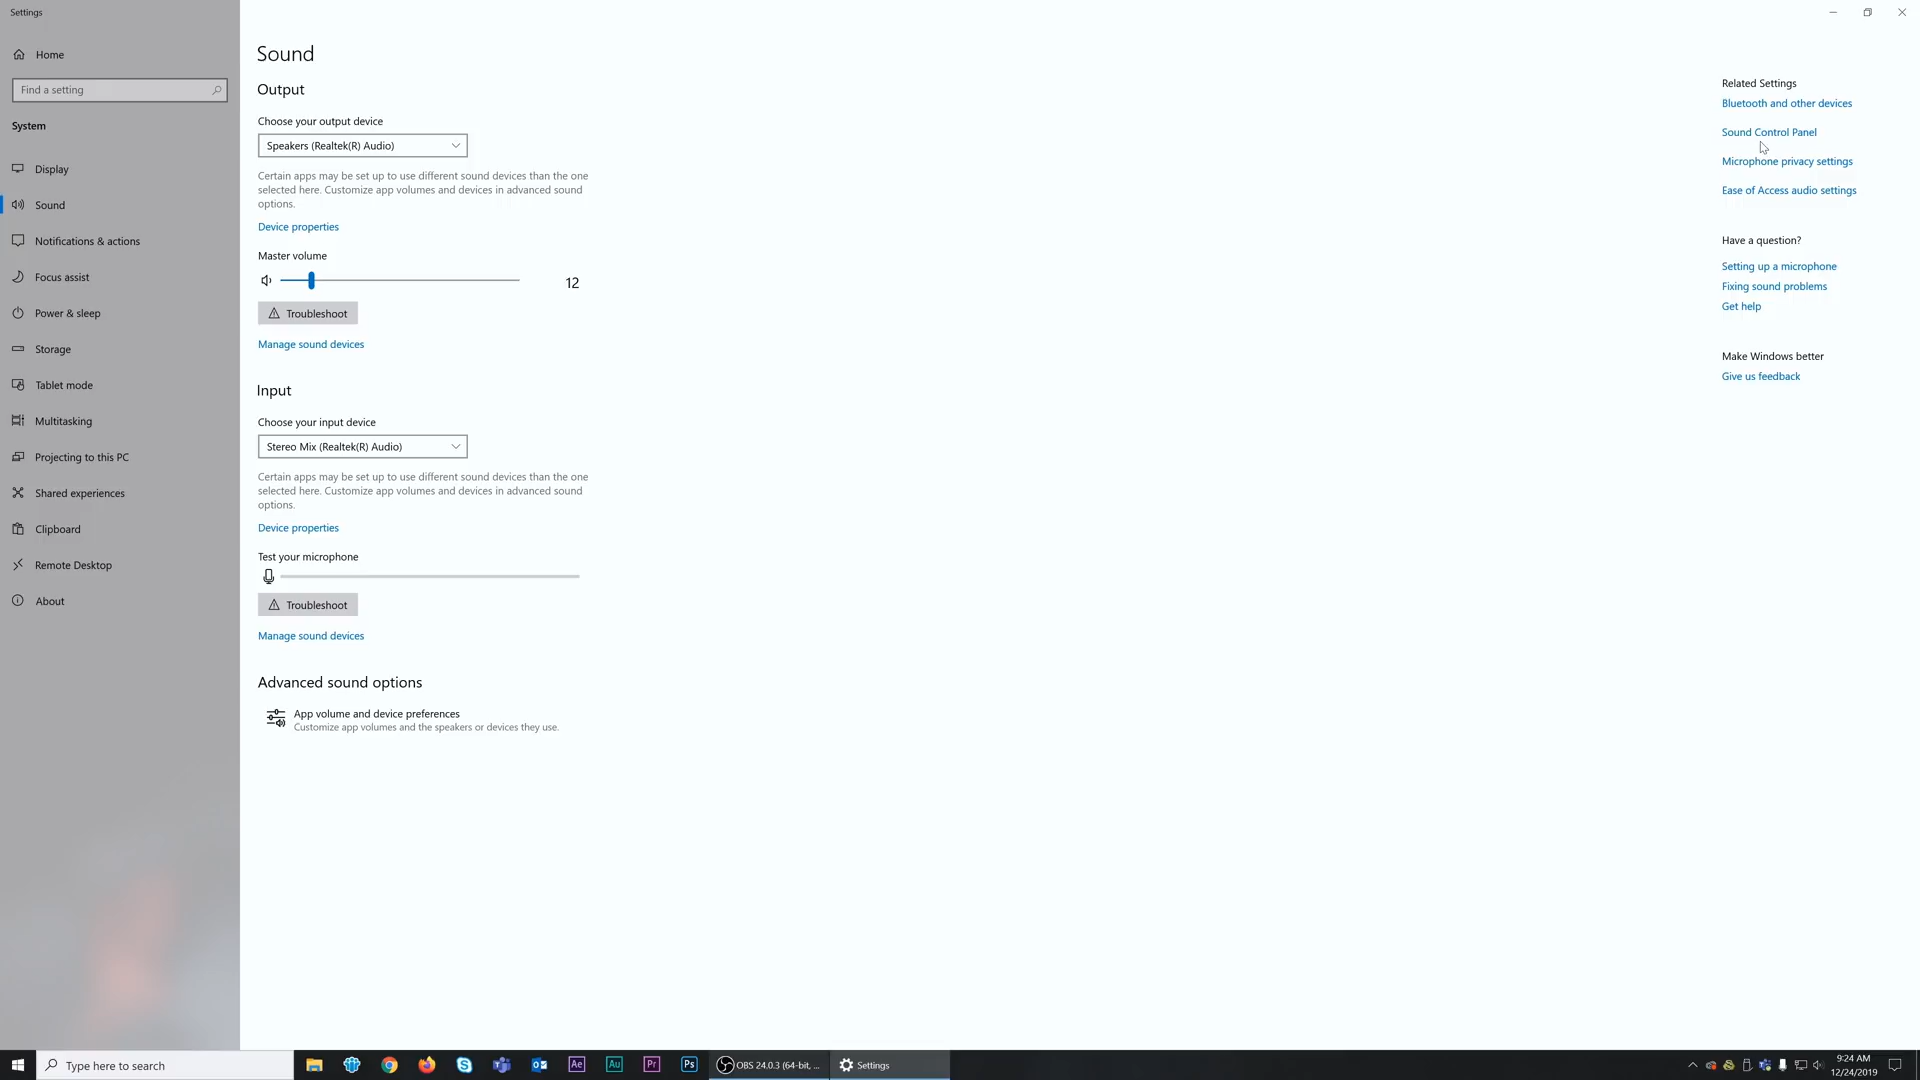 Settings
Home
Find a setting
System
Display
Sound
Notifications & actions
Focus assist
Power & sleep
Storage
Tablet mode
Multitasking
Projecting to this PC
Shared experiences
Clipboard
Remote Desktop
About
Sound
Output
Choose your output device
Speakers (Realtek(R) Audio)
Certain apps may be set up to use different sound devices than the one
selected here. Customize app volumes and devices in advanced sound
options.
Device properties
Master volume
12
Troubleshoot
Manage sound devices
Input
Choose your input device
Stereo Mix (Realtek(R) Audio)
Certain apps may be set up to use different sound devices than the one
selected here. Customize app volumes and devices in advanced sound
options.
Device properties
Test your microphone
Troubleshoot
Manage sound devices
Advanced sound options
App volume and device preferences
Customize app volumes and the speakers or devices they use.
Related Settings
Bluetooth and other devices
Sound Control Panel
Microphone privacy settings
Ease of Access audio settings
Have a question?
Setting up a microphone
Fixing sound problems
Get help
Make Windows better
Give us feedback
Type here to search
Ae
Au
Pr
Ps
OBS 24.0.3 (64-bit, ...
Settings
9:24 AM
12/24/2019